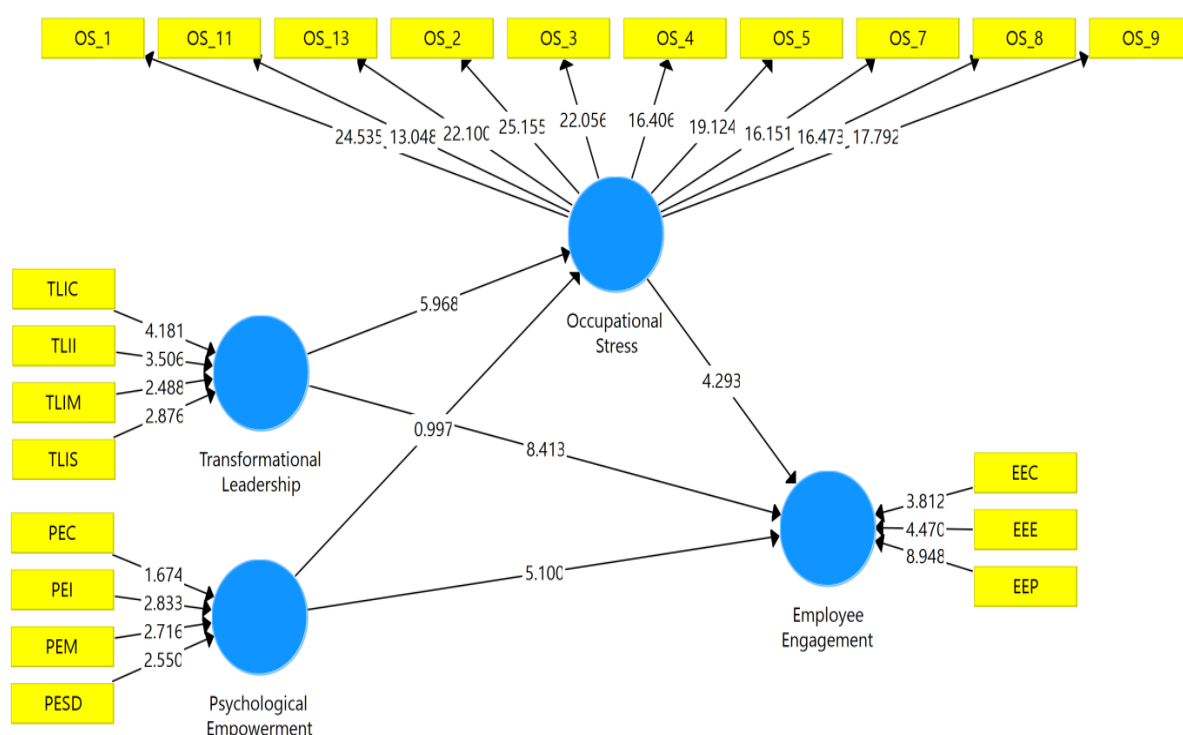 OS_1
OS_11
OS_13
OS_2
OS_3
OS_4
OS_5
OS_7
OS_8
OS_9
24.535
13.048
22.100
25.155
22.056
16.406
19.124
16.151
16.473
17.792
TLIC
TLII
TLIM
TLIS
4.181
3.506
2.488
2.876
Transformational
Leadership
5.968
Occupational
Stress
0.997
8.413
4.293
PEC
PEI
PEM
PESD
1.674
2.833
2.716
2.550
Psychological
Empowerment
5.100
Employee
Engagement
3.812
4.470
8.948
EEC
EEE
EEP